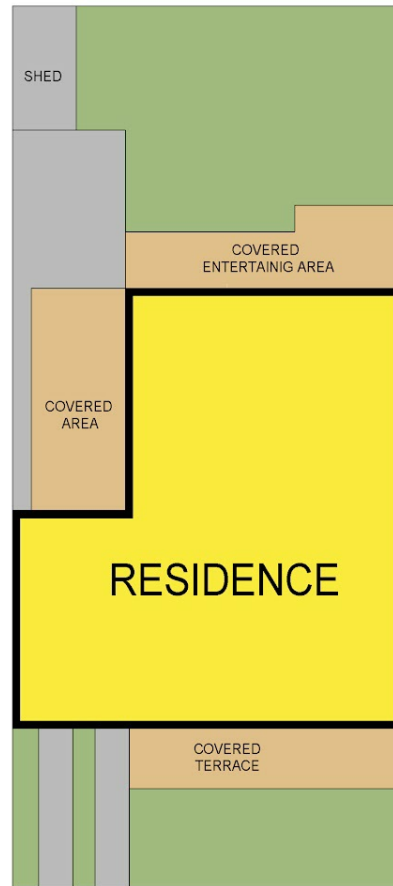 SHED
COVERED
ENTERTAINIG AREA
COVERED
AREA
RESIDENCE
COVERED
TERRACE